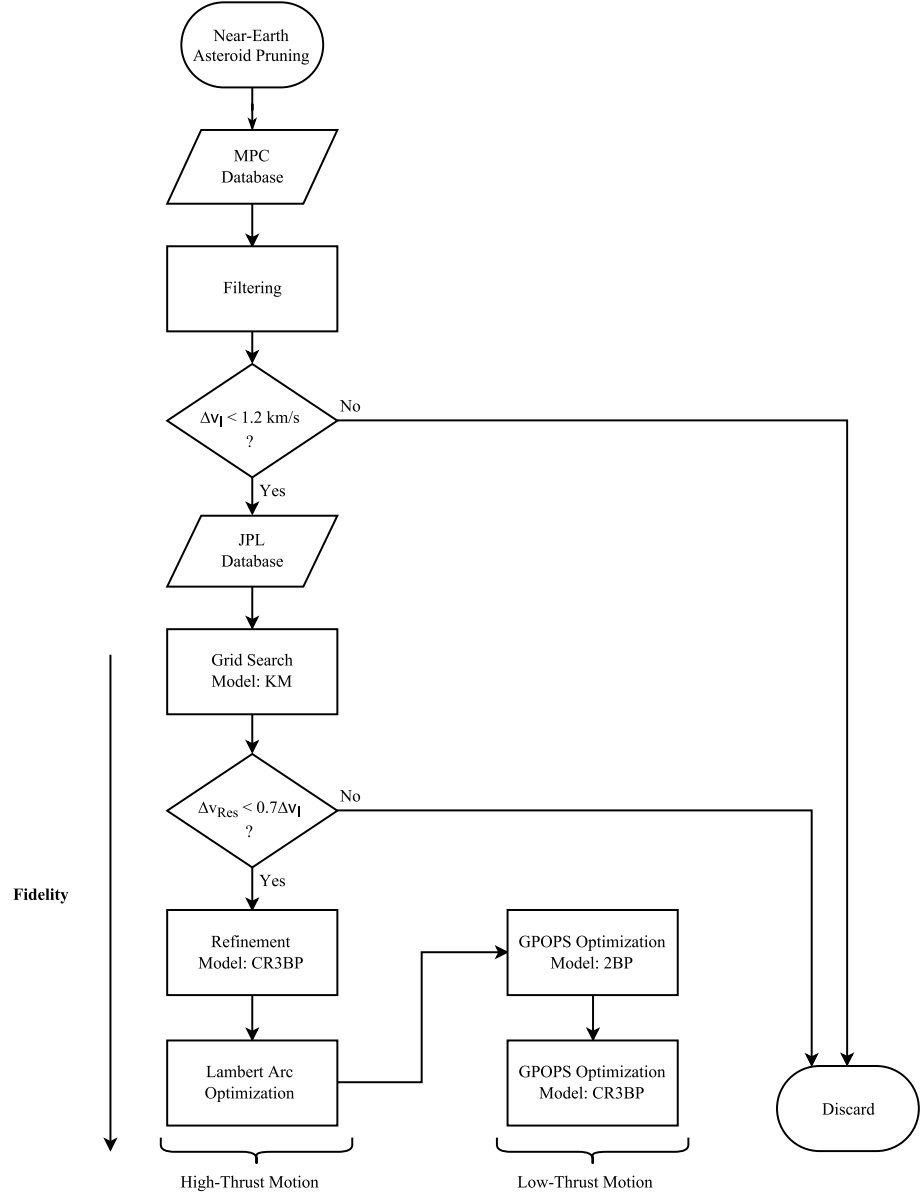 Near-Earth
Asteroid Pruning
MPC
Database
Filtering
Δv_I < 1.2 km/s
?
No
Yes
JPL
Database
Grid Search
Model: KM
Δv_Res < 0.7Δv_I
?
No
Yes
Fidelity
Refinement
Model: CR3BP
GPOPS Optimization
Model: 2BP
Lambert Arc
Optimization
GPOPS Optimization
Model: CR3BP
Discard
High-Thrust Motion
Low-Thrust Motion